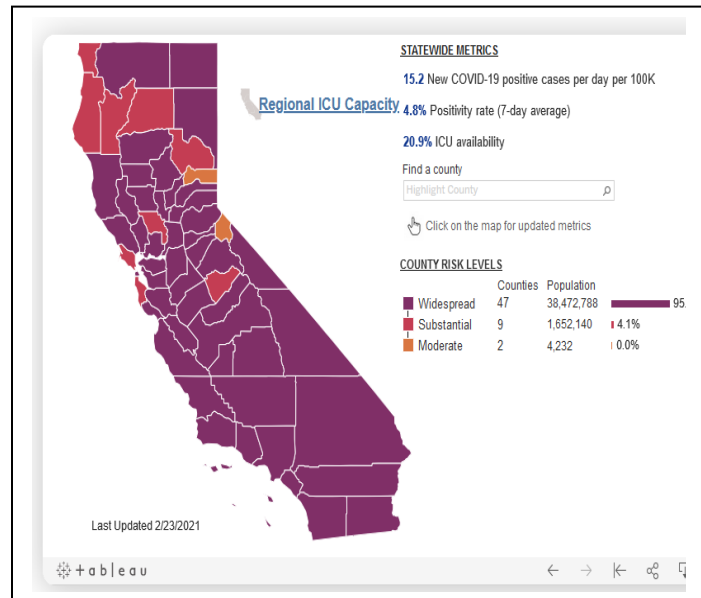 STATEWIDE METRICS
15.2 New COVID-19 positive cases per day per 100K
Regional ICU Capacity
4.8% Positivity rate (7-day average)
20.9% ICU availability
Find a county
Highlight County
Click on the map for updated metrics
COUNTY RISK LEVELS
Counties Population
Widespread 47 38,472,788 95.
Substantial 9 1,652,140 4.1%
Moderate 2 4,232 0.0%
Last Updated 2/23/2021
+ableau